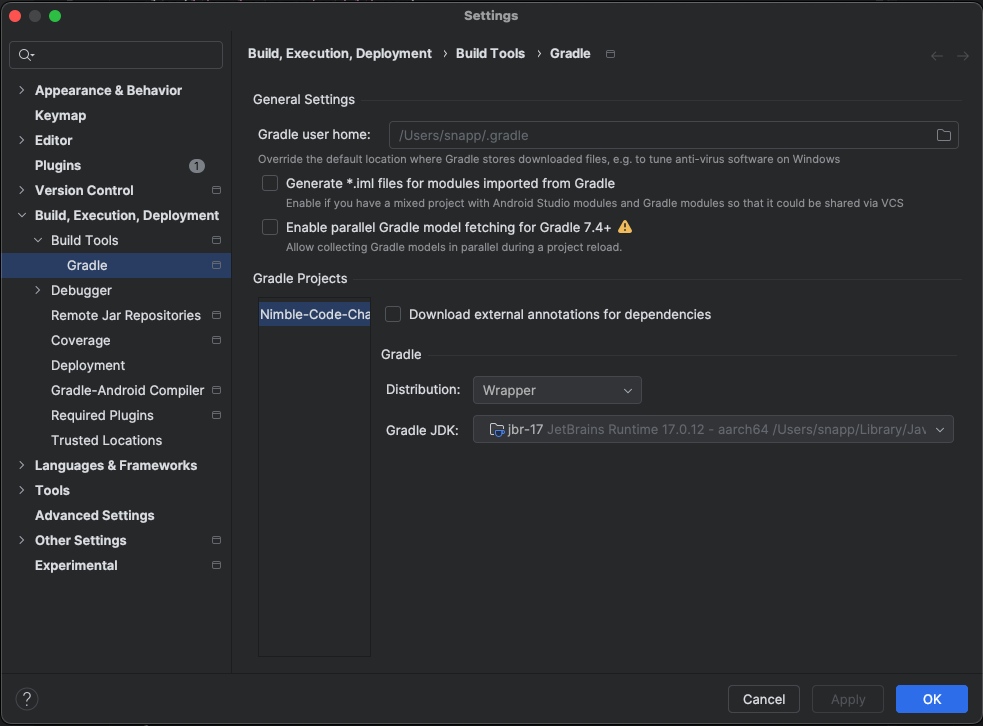 Settings
Build, Execution, Deployment › Build Tools › Gradle
Appearance & Behavior
Keymap
Editor
Plugins 1
Version Control
Build, Execution, Deployment
Build Tools
Gradle
Debugger
Remote Jar Repositories
Coverage
Deployment
Gradle-Android Compiler
Required Plugins
Trusted Locations
Languages & Frameworks
Tools
Advanced Settings
Other Settings
Experimental
General Settings
Gradle user home: /Users/snapp/.gradle
Override the default location where Gradle stores downloaded files, e.g. to tune anti-virus software on Windows
Generate *.iml files for modules imported from Gradle
Enable if you have a mixed project with Android Studio modules and Gradle modules so that it could be shared via VCS
Enable parallel Gradle model fetching for Gradle 7.4+
Allow collecting Gradle models in parallel during a project reload.
Gradle Projects
Nimble-Code-Cha
Download external annotations for dependencies
Gradle
Distribution: Wrapper
Gradle JDK: jbr-17 JetBrains Runtime 17.0.12 - aarch64 /Users/snapp/Library/Jav
? Cancel Apply OK